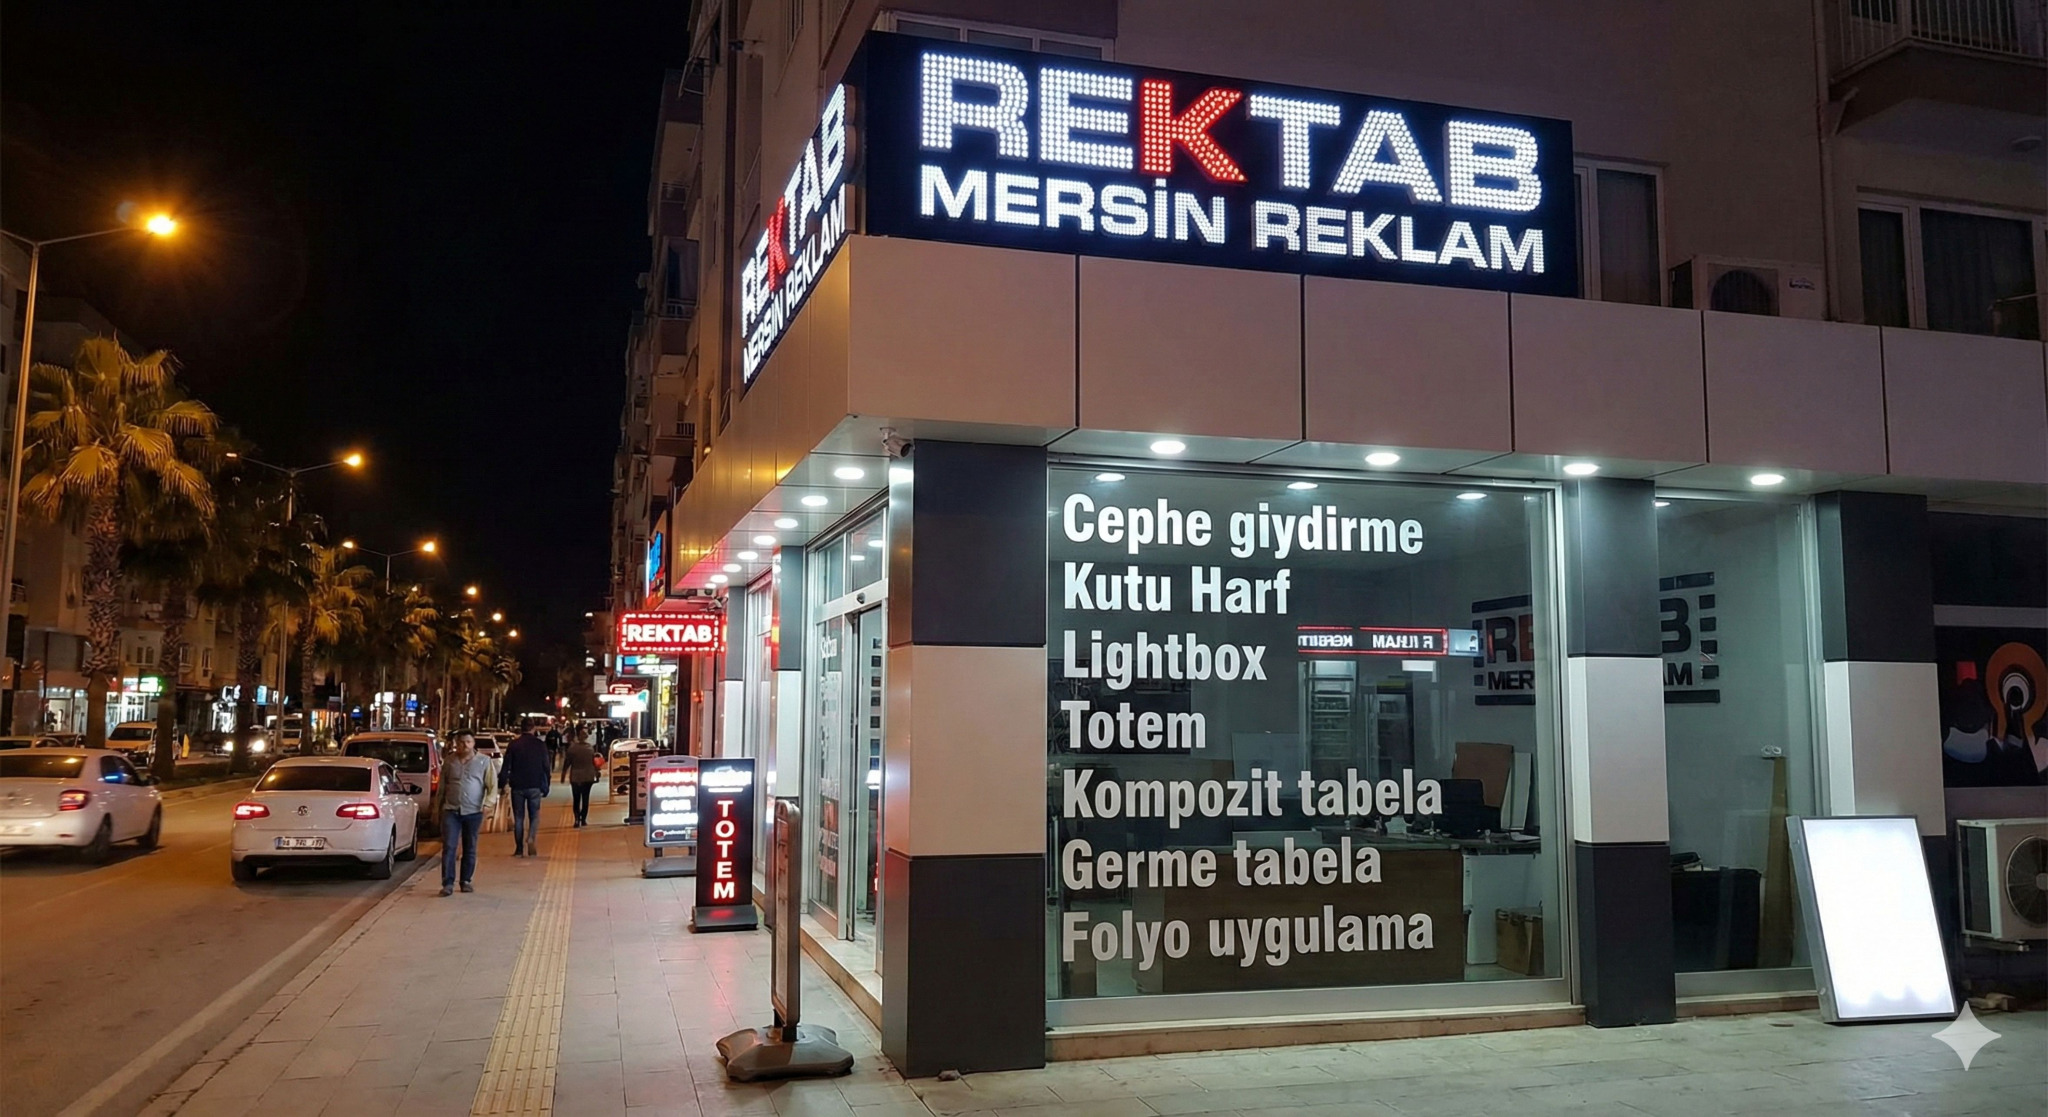 REKTAB
MERSİN REKLAM
REKTAB
MERSİN REKLAM
Cephe giydirme
Kutu Harf
Lightbox
Totem
Kompozit tabela
Germe tabela
Folyo uygulama
REKTAB
TOTEM